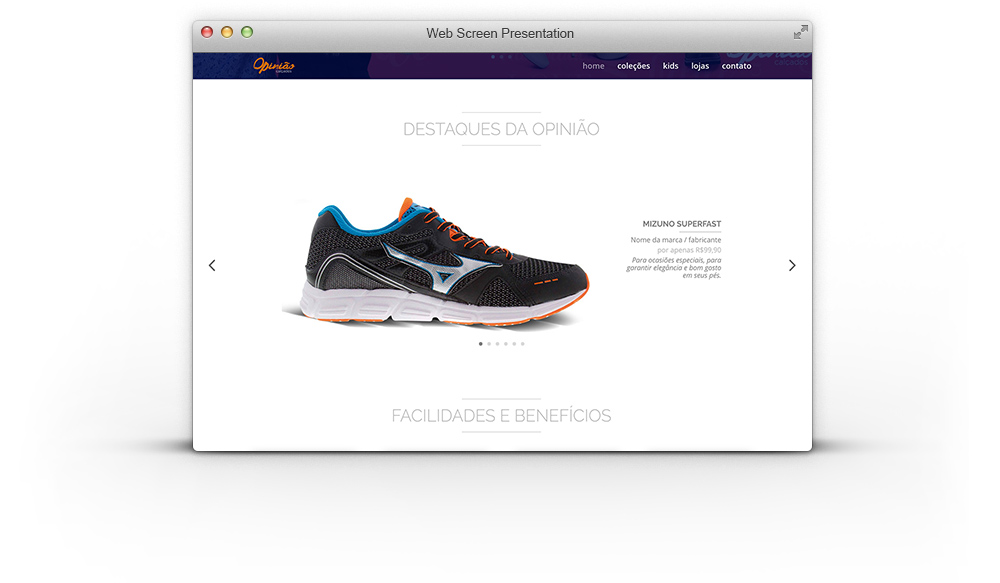 Web Screen Presentation
Opinião
home coleções kids lojas contato
DESTAQUES DA OPINIÃO
MIZUNO SUPERFAST
Nome da marca / fabricante
por apenas R$99,90
Para ocasiões especiais, para
garantir elegância e bom gosto
em seus pés.
FACILIDADES E BENEFÍCIOS